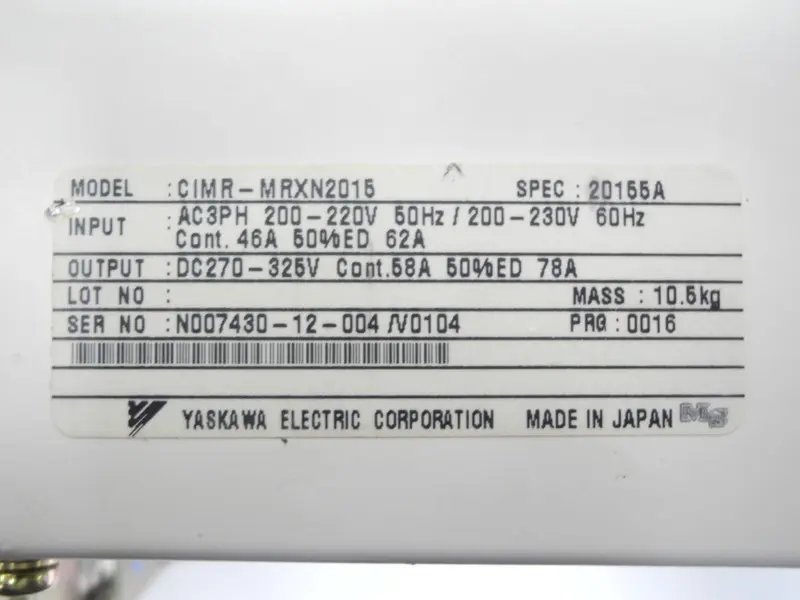 MODEL : CIMR-MRXN2015 SPEC : 20155A
INPUT : AC3PH 200-220V 50Hz / 200-230V 60Hz
Cont. 46A 50%ED 62A
OUTPUT : DC270-325V Cont.58A 50%ED 78A
LOT NO : MASS : 10.5kg
SER NO : N007430-12-004 /V0104 PRG : 0016
YASKAWA ELECTRIC CORPORATION MADE IN JAPAN MS